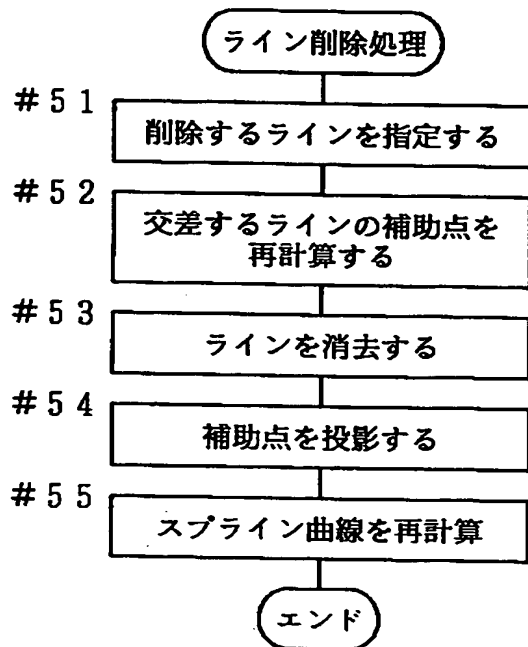 ライン削除処理
#51
削除するラインを指定する
#52
交差するラインの補助点を
再計算する
#53
ラインを消去する
#54
補助点を投影する
#55
スプライン曲線を再計算
エンド